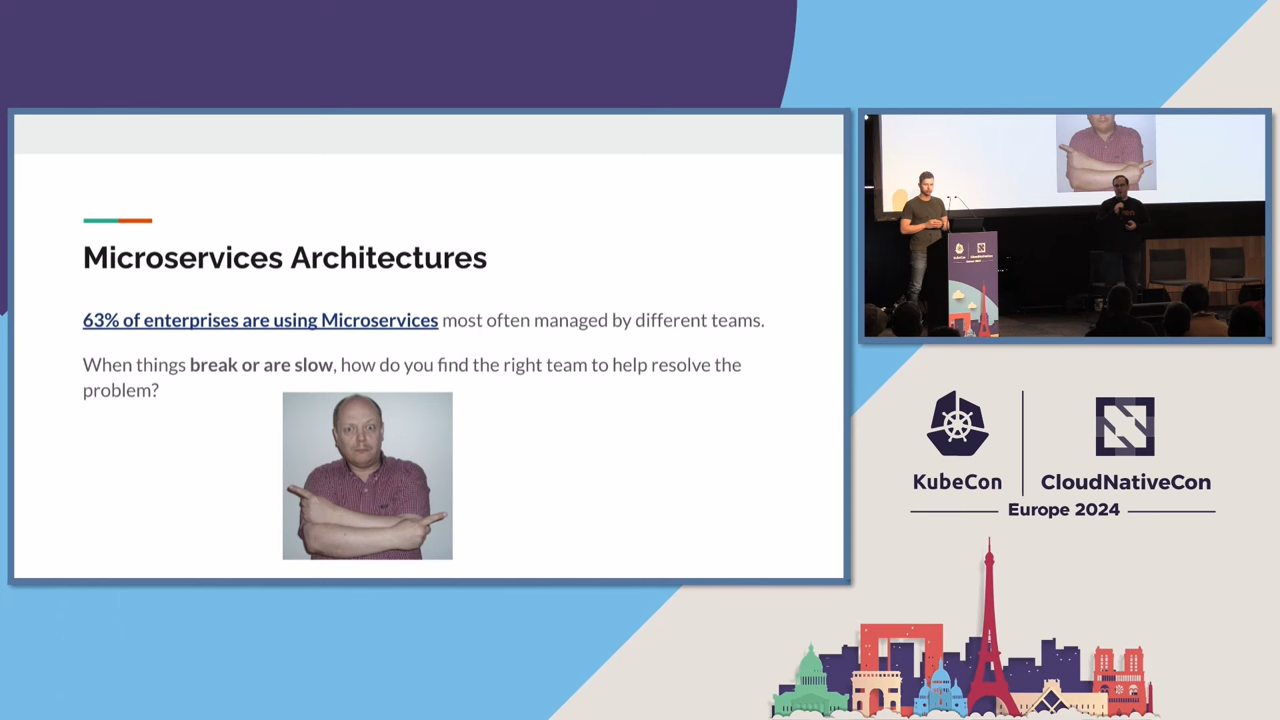 Microservices Architectures
63% of enterprises are using Microservices most often managed by different teams.
When things break or are slow, how do you find the right team to help resolve the
problem?
KubeCon
CloudNativeCon
Europe 2024